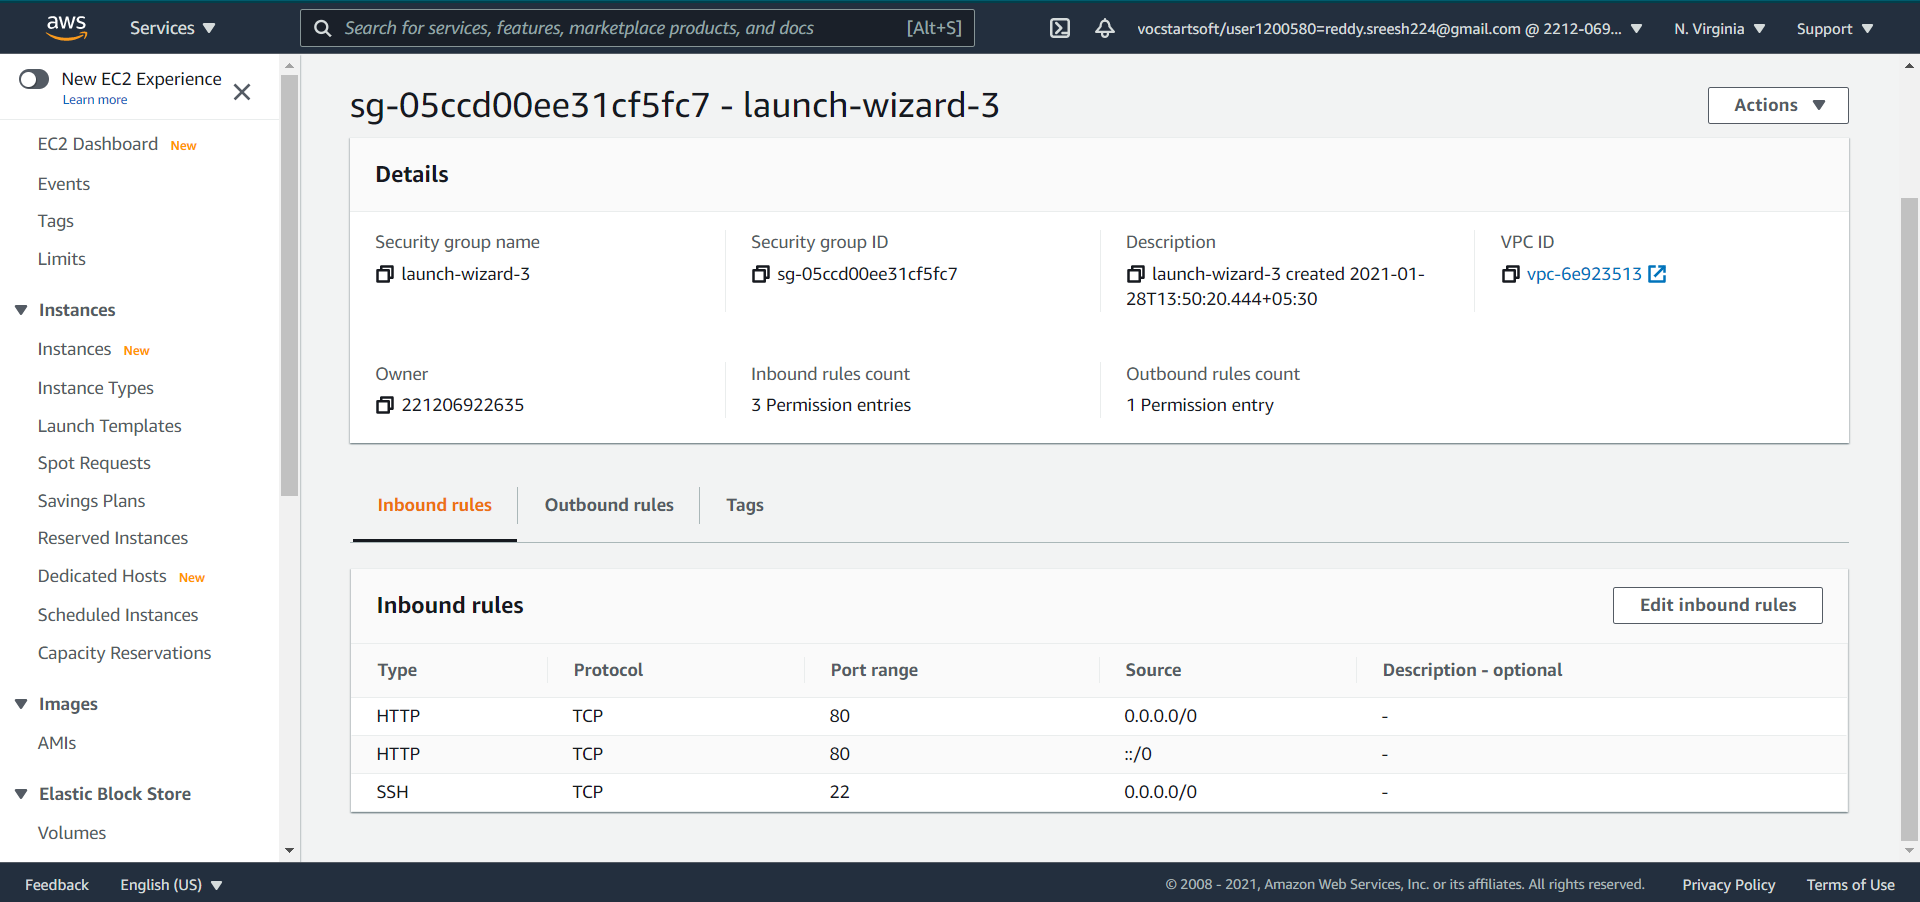 aws
Services
Search for services, features, marketplace products, and docs [Alt+S]
vocstartsoft/user1200580=reddy.sreesh224@gmail.com @ 2212-069...
N. Virginia
Support
New EC2 Experience
Learn more
EC2 Dashboard New
Events
Tags
Limits
Instances
Instances New
Instance Types
Launch Templates
Spot Requests
Savings Plans
Reserved Instances
Dedicated Hosts New
Scheduled Instances
Capacity Reservations
Images
AMIs
Elastic Block Store
Volumes
sg-05ccd00ee31cf5fc7 - launch-wizard-3
Actions
Details
Security group name
launch-wizard-3
Security group ID
sg-05ccd00ee31cf5fc7
Description
launch-wizard-3 created 2021-01-
28T13:50:20.444+05:30
VPC ID
vpc-6e923513
Owner
221206922635
Inbound rules count
3 Permission entries
Outbound rules count
1 Permission entry
Inbound rules
Outbound rules
Tags
Inbound rules
Edit inbound rules
Type Protocol Port range Source Description - optional
HTTP TCP 80 0.0.0.0/0 -
HTTP TCP 80 ::/0 -
SSH TCP 22 0.0.0.0/0 -
Feedback
English (US)
© 2008 - 2021, Amazon Web Services, Inc. or its affiliates. All rights reserved.
Privacy Policy
Terms of Use